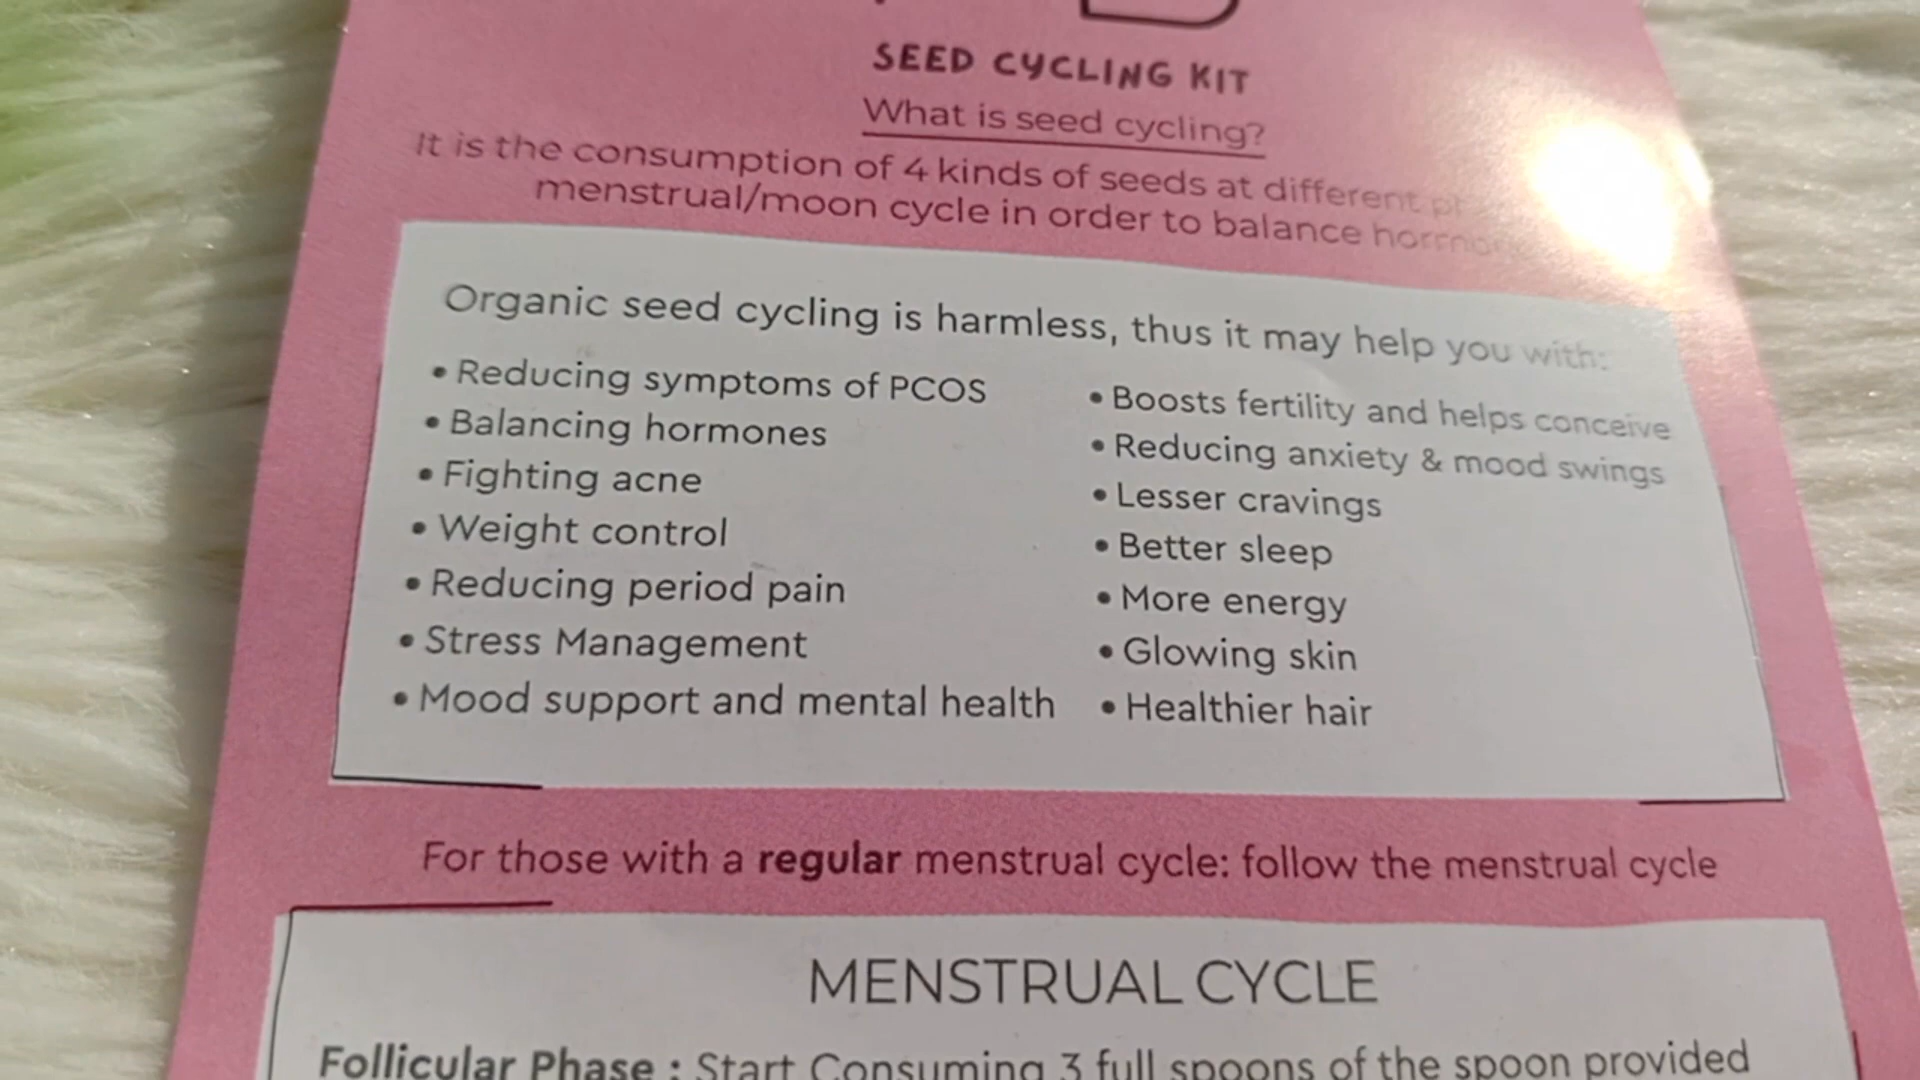 SEED CYCLING KIT
What is seed cycling?
It is the consumption of 4 kinds of seeds at different
menstrual/moon cycle in order to balance
Organic seed cycling is harmless, thus it may help you with:
• Reducing symptoms of PCOS
• Balancing hormones
• Fighting acne
• Weight control
• Reducing period pain
• Stress Management
• Mood support and mental health
• Boosts fertility and helps conceive
• Reducing anxiety & mood swings
• Lesser cravings
• Better sleep
• More energy
• Glowing skin
• Healthier hair
For those with a regular menstrual cycle: follow the menstrual cycle
MENSTRUAL CYCLE
Follicular Phase : Start Consuming 3 full spoons of the spoon provided